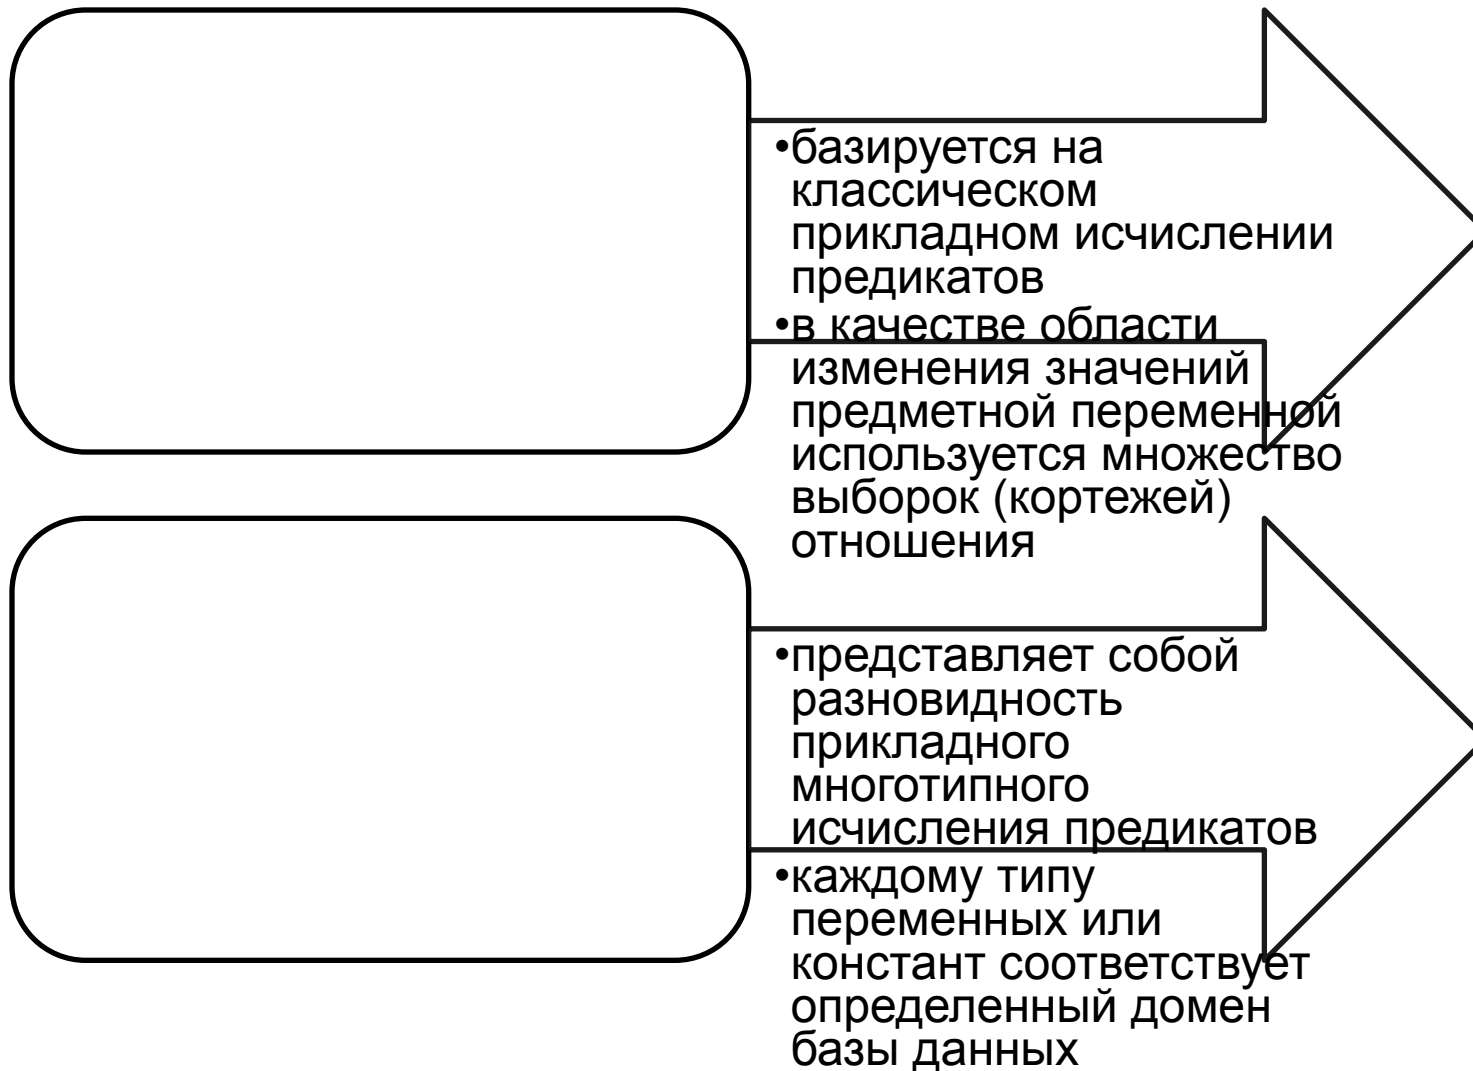 •базируется на
классическом
прикладном исчислении
предикатов
•в качестве области
изменения значений
предметной переменной
используется множество
выборок (кортежей)
отношения
•представляет собой
разновидность
прикладного
многотипного
исчисления предикатов
•каждому типу
переменных или
констант соответствует
определенный домен
базы данных